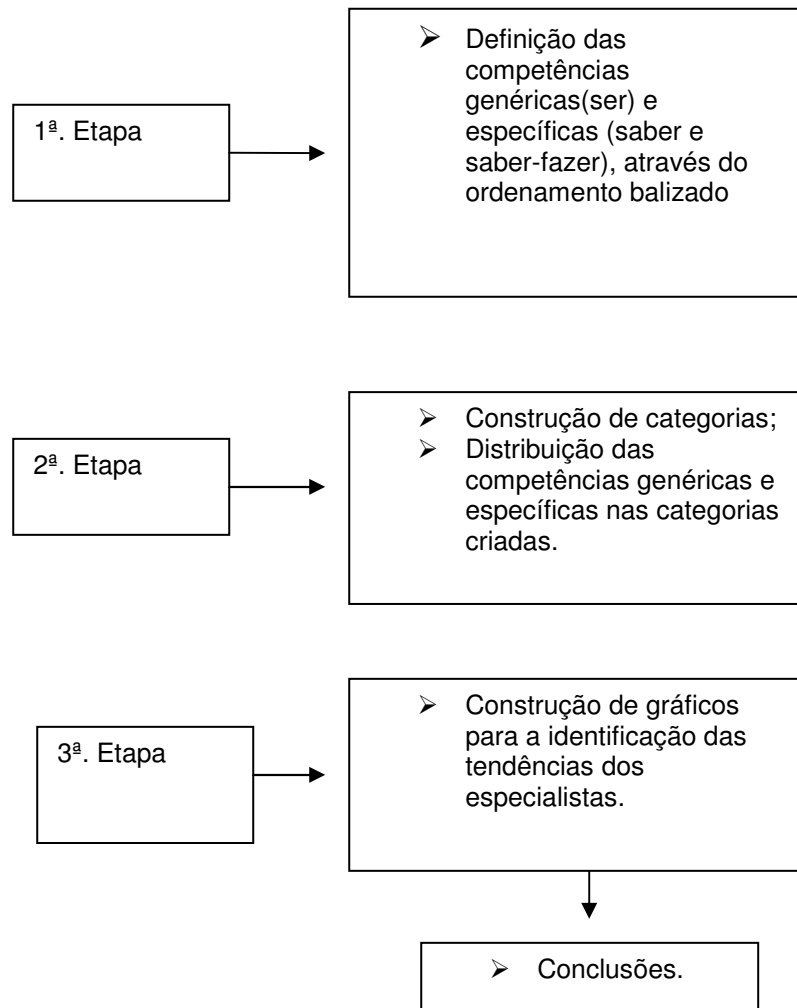 1ª. Etapa
➢ Definição das
competências
genéricas(ser) e
específicas (saber e
saber-fazer), através do
ordenamento balizado
2ª. Etapa
➢ Construção de categorias;
➢ Distribuição das
competências genéricas e
específicas nas categorias
criadas.
3ª. Etapa
➢ Construção de gráficos
para a identificação das
tendências dos
especialistas.
➢ Conclusões.